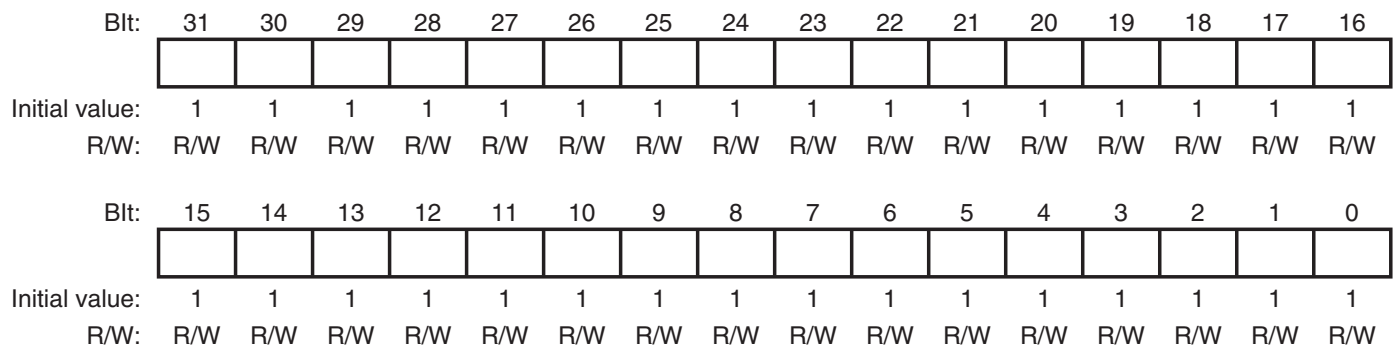 BIt: 31 30 29 28 27 26 25 24 23 22 21 20 19 18 17 16
Initial value: 1 1 1 1 1 1 1 1 1 1 1 1 1 1 1 1
R/W: R/W R/W R/W R/W R/W R/W R/W R/W R/W R/W R/W R/W R/W R/W R/W R/W
BIt: 15 14 13 12 11 10 9 8 7 6 5 4 3 2 1 0
Initial value: 1 1 1 1 1 1 1 1 1 1 1 1 1 1 1 1
R/W: R/W R/W R/W R/W R/W R/W R/W R/W R/W R/W R/W R/W R/W R/W R/W R/W